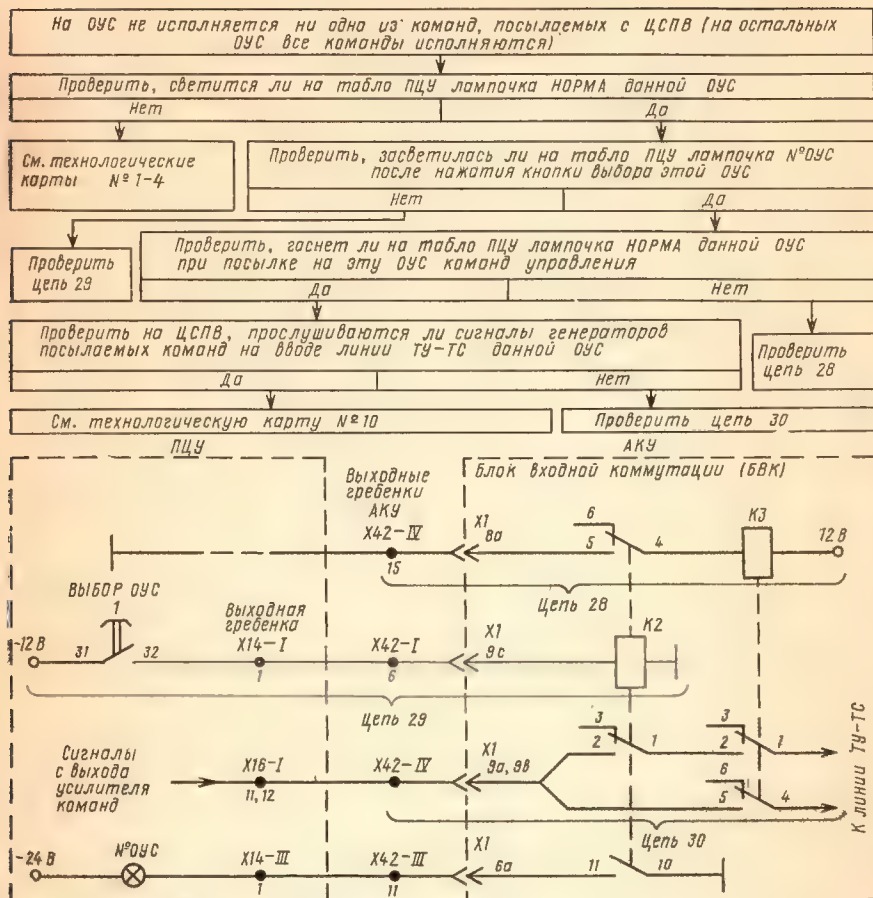 На ОУС не исполняется ни одна из команд, посылаемых с ЦСПВ (на остальных
ОУС все команды исполняются)
Проверить, светится ли на табло ПЦУ лампочка НОРМА данной ОУС
Нет
Да
См. технологические
карты № 1-4
Проверить, засветилась ли на табло ПЦУ лампочка №ОУС
после нажатия кнопки выбора этой ОУС
Нет
Да
Проверить
цепь 29
Проверить, гаснет ли на табло ПЦУ лампочка НОРМА данной ОУС
при посылке на эту ОУС команд управления
Да
Нет
Проверить на ЦСПВ, прослушиваются ли сигналы генераторов
посылаемых команд на вводе линии ТУ-ТС данной ОУС
Да
Нет
Проверить
цепь 28
См. технологическую карту №10
Проверить цепь 30
ПЦУ
АКУ
Выходные
гребенки
АКУ
Блок входной коммутации (БВК)
X42-IV
15
X1
8а
6
5
4
К3
12 В
Цепь 28
ВЫБОР ОУС
1
Выходная
гребенка
-12 В
31
32
X14-I
1
X42-I
6
X1
9с
К2
Цепь 29
Сигналы
с выхода
усилителя
команд
X16-I
11, 12
X42-IV
X1
9а, 9в
3
2
1
3
2
1
6
5
4
К линии ТУ-ТС
Цепь 30
-24 В
№ОУС
X14-III
1
X42-III
11
X1
6а
11
10